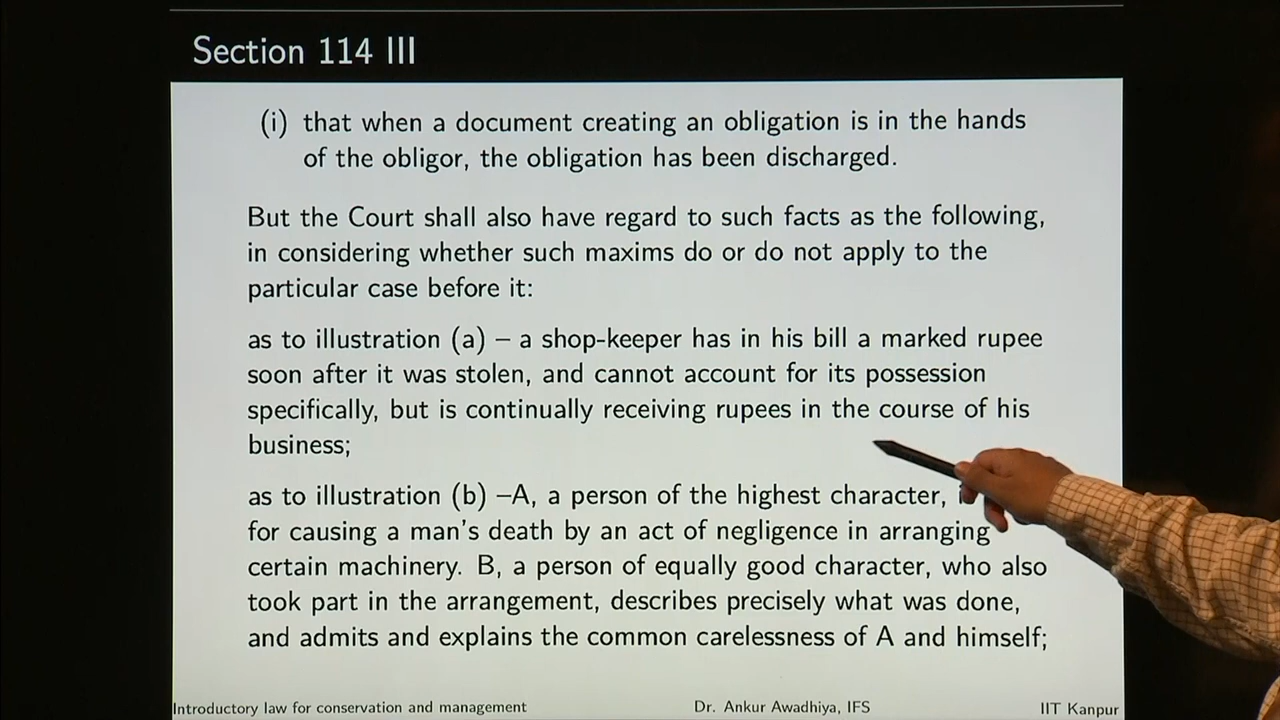 Section 114 III
(i) that when a document creating an obligation is in the hands
of the obligor, the obligation has been discharged.
But the Court shall also have regard to such facts as the following,
in considering whether such maxims do or do not apply to the
particular case before it:
as to illustration (a) – a shop-keeper has in his bill a marked rupee
soon after it was stolen, and cannot account for its possession
specifically, but is continually receiving rupees in the course of his
business;
as to illustration (b) –A, a person of the highest character,
for causing a man's death by an act of negligence in arranging
certain machinery. B, a person of equally good character, who also
took part in the arrangement, describes precisely what was done,
and admits and explains the common carelessness of A and himself;
Introductory law for conservation and management Dr. Ankur Awadhiya, IFS IIT Kanpur